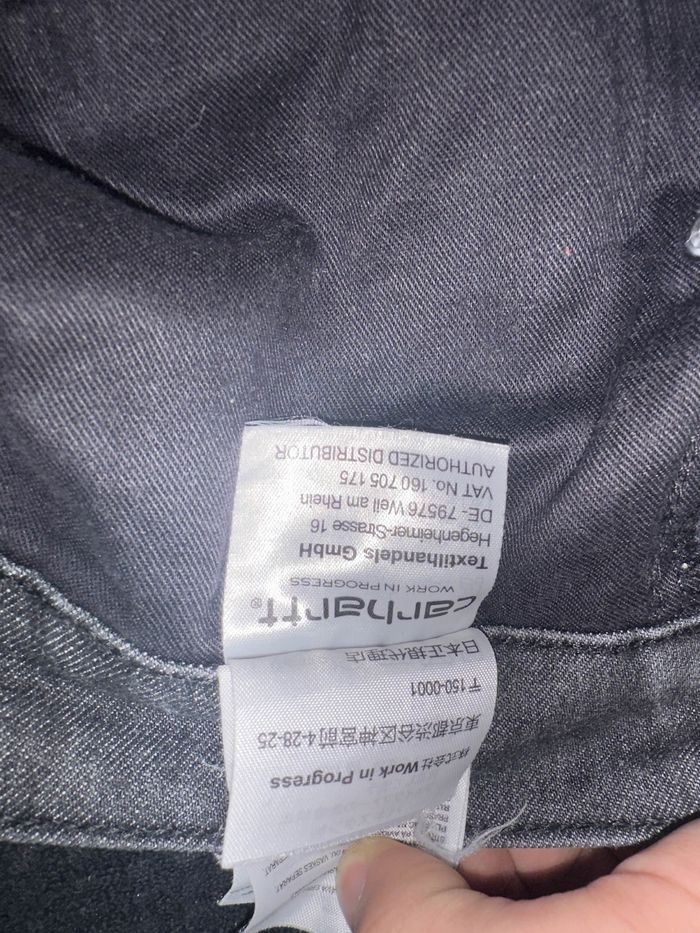 VASKES SEPARAT.
株式会社 Work in Progress
東京都渋谷区神宮前4-28-25
〒150-0001
日本正規代理店
carhartt®
WORK IN PROGRESS
Textilhandels GmbH
Hegenheimer-Strasse 16
DE - 79576 Weil am Rhein
VAT No. 160 705 175
AUTHORIZED DISTRIBUTOR